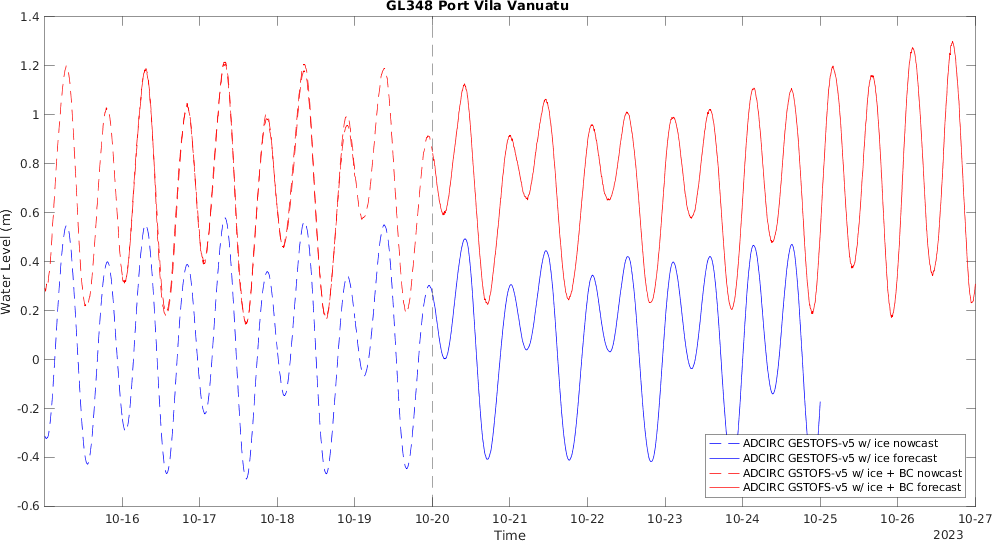 GL348 Port Vila Vanuatu
1.4
1.2
1
0.8
0.6
0.4
0.2
0
-0.2
-0.4
-0.6
Water Level (m)
ADCIRC GESTOFS-v5 w/ ice nowcast
ADCIRC GESTOFS-v5 w/ ice forecast
ADCIRC GSTOFS-v5 w/ ice + BC nowcast
ADCIRC GSTOFS-v5 w/ ice + BC forecast
10-16 10-17 10-18 10-19 10-20 10-21 10-22 10-23 10-24 10-25 10-26 10-27
Time
2023